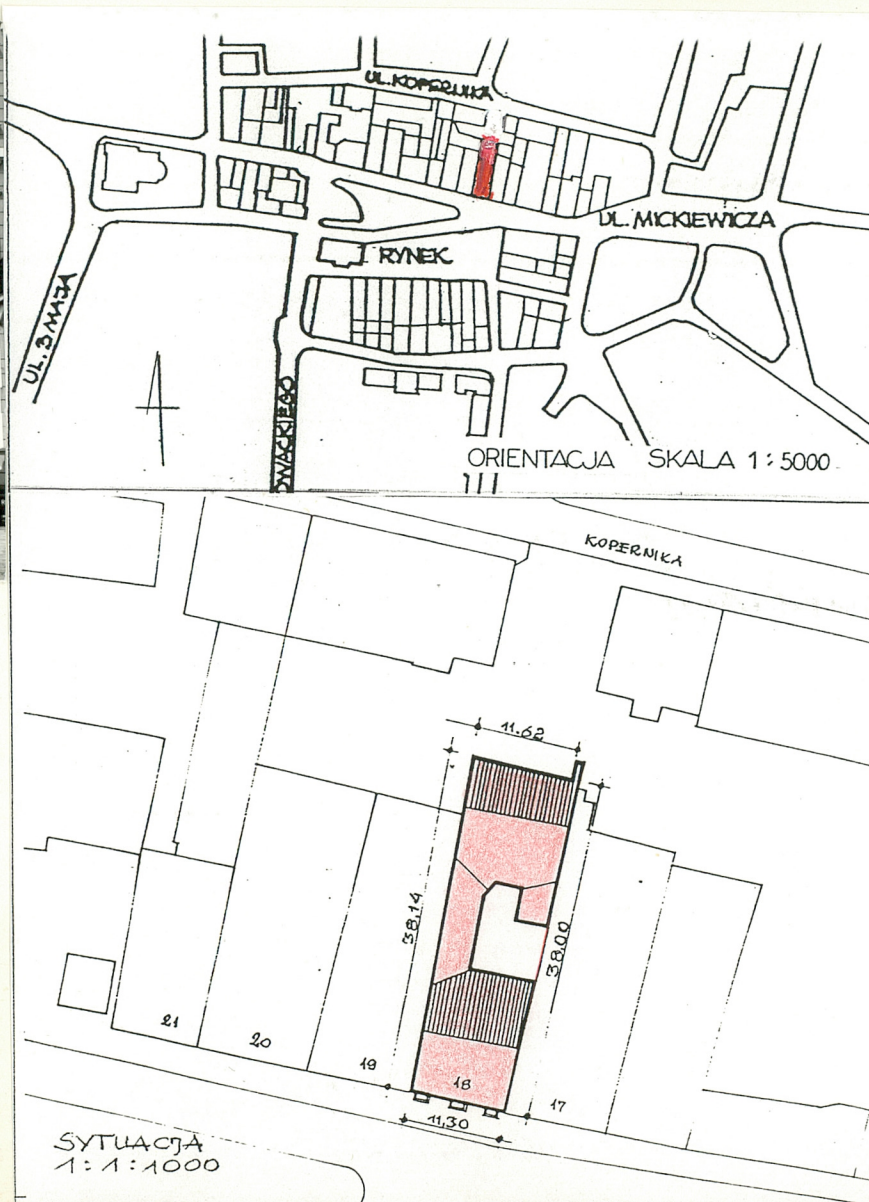 UL. KOPERNIKA
UL. MICKIEWICZA
RYNEK
UL. 3 MAJA
ORIENTACJA SKALA 1:5000
KOPERNIKA
11.62
38,14
38,00
21
20
19
18
17
11,30
SYTUACJA
1:1:1000